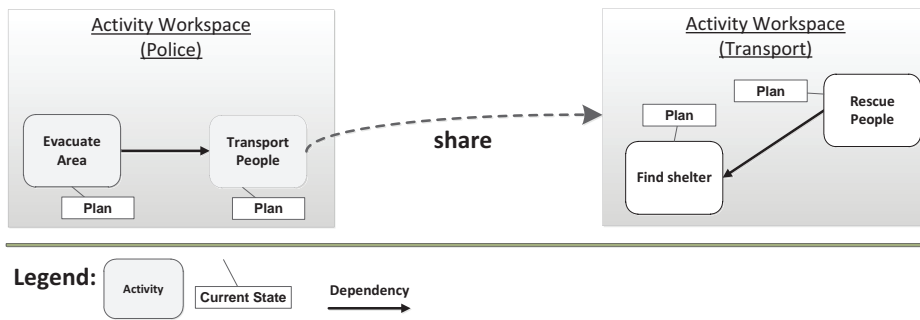 Activity Workspace
(Police)
Evacuate
Area
Plan
Transport
People
Plan
share
Activity Workspace
(Transport)
Plan
Rescue
People
Plan
Find shelter
Legend:
Activity
Current State
Dependency